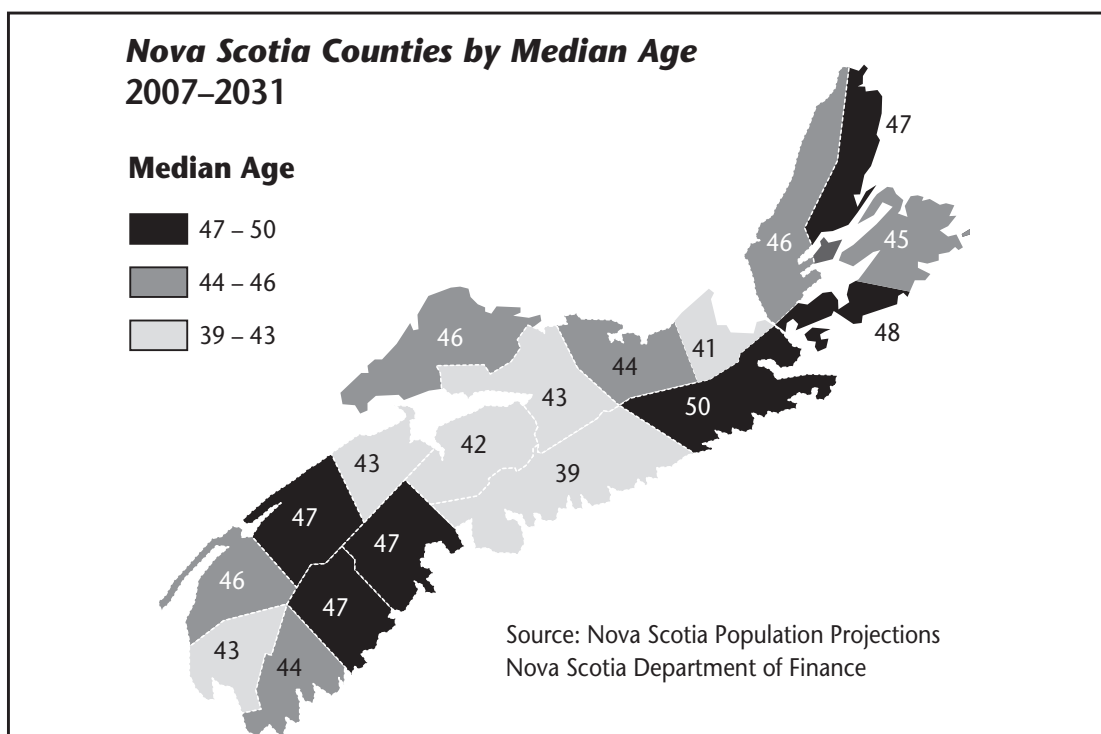 Nova Scotia Counties by Median Age
2007–2031
Median Age
47 – 50
44 – 46
39 – 43
47
46
45
48
46
44
41
43
50
42
43
39
47
47
46
47
43
44
Source: Nova Scotia Population Projections
Nova Scotia Department of Finance